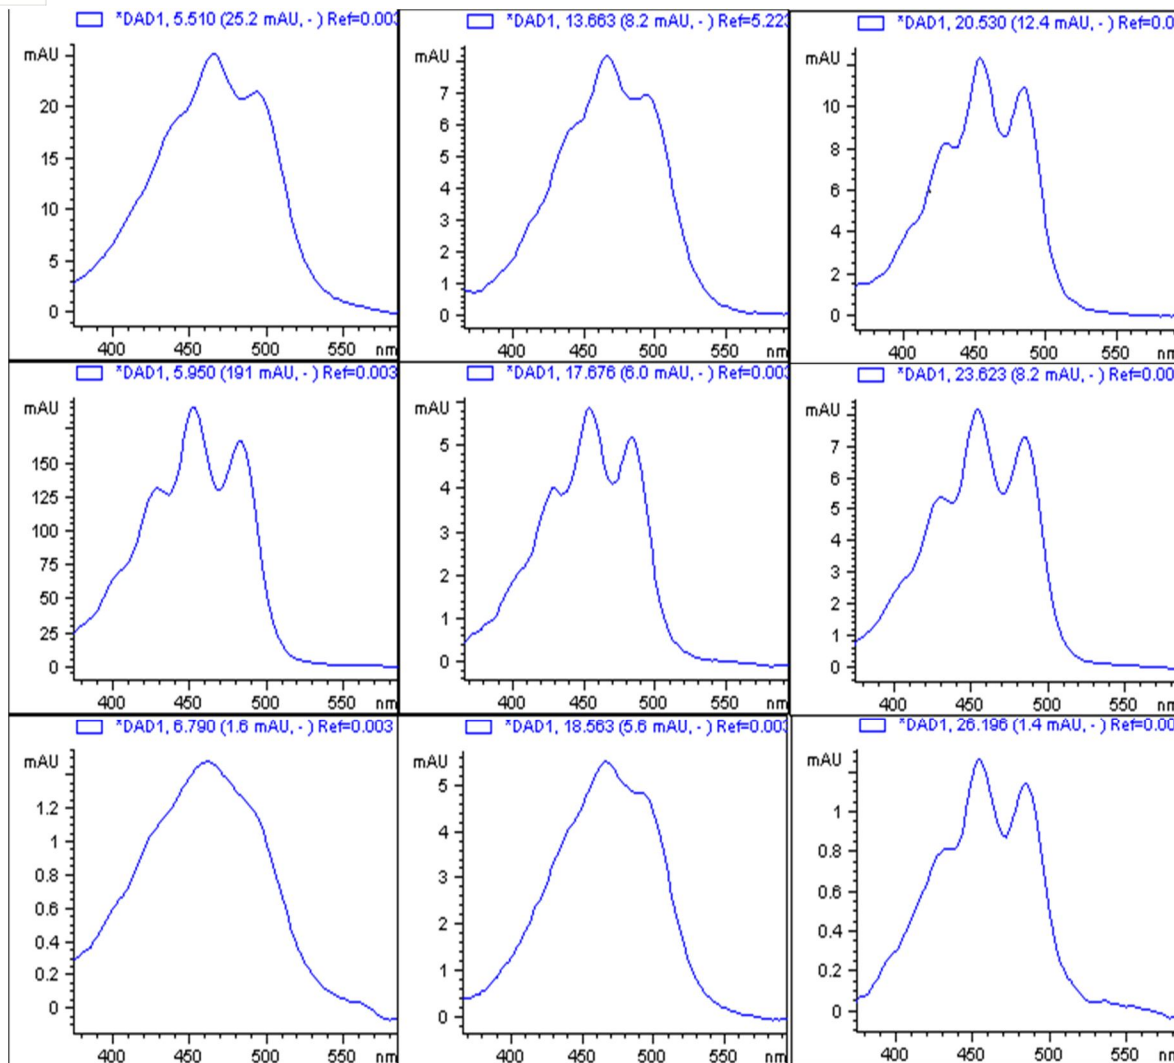 *DAD1, 5.510 (25.2 mAU, - ) Ref=0.003
mAU
20
15
10
5
0
400 450 500 550 nm
*DAD1, 13.663 (8.2 mAU, - ) Ref=5.223
mAU
7
6
5
4
3
2
1
0
400 450 500 550 nm
*DAD1, 20.530 (12.4 mAU, - ) Ref=0.0
mAU
10
8
6
4
2
0
400 450 500 550 nm
*DAD1, 5.950 (191 mAU, - ) Ref=0.003
mAU
150
125
100
75
50
25
0
400 450 500 550 nm
*DAD1, 17.676 (6.0 mAU, - ) Ref=0.003
mAU
5
4
3
2
1
0
400 450 500 550 nm
*DAD1, 23.623 (8.2 mAU, - ) Ref=0.00
mAU
7
6
5
4
3
2
1
0
400 450 500 550 nm
*DAD1, 6.790 (1.6 mAU, - ) Ref=0.003
mAU
1.2
1
0.8
0.6
0.4
0.2
0
400 450 500 550 nm
*DAD1, 18.563 (5.6 mAU, - ) Ref=0.003
mAU
5
4
3
2
1
0
400 450 500 550 nm
*DAD1, 26.196 (1.4 mAU, - ) Ref=0.00
mAU
1
0.8
0.6
0.4
0.2
0
400 450 500 550 nm